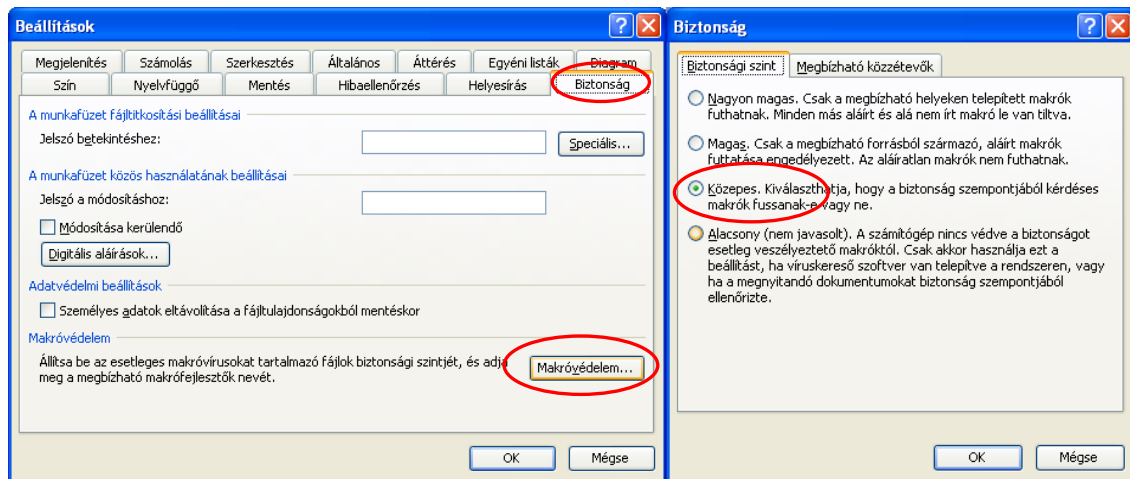 Beállítások
Megjelenítés Számolás Szerkesztés Általános Áttérés Egyéni listák Diagram
Szín Nyelvfüggő Mentés Hibaellenőrzés Helyesírás Biztonság
A munkafüzet fájltitkosítási beállításai
Jelszó betekintéshez:
Speciális...
A munkafüzet közös használatának beállításai
Jelszó a módosításhoz:
Módosítása kerülendő
Digitális aláírások...
Adatvédelmi beállítások
Személyes adatok eltávolítása a fájltulajdonságokból mentéskor
Makróvédelem
Állítsa be az esetleges makróvírusokat tartalmazó fájlok biztonsági szintjét, és adja
meg a megbízható makrófejlesztők nevét.
Makróvédelem...
OK Mégse
Biztonság
Biztonsági szint Megbízható közzétevők
Nagyon magas. Csak a megbízható helyeken telepített makrók
futhatnak. Minden más aláírt és alá nem írt makró le van tiltva.
Magas. Csak a megbízható forrásból származó, aláírt makrók
futtatása engedélyezett. Az aláíratlan makrók nem futhatnak.
Közepes. Kiválaszthatja, hogy a biztonság szempontjából kérdéses
makrók fussanak-e vagy ne.
Alacsony (nem javasolt). A számítógép nincs védve a biztonságot
esetleg veszélyeztető makróktól. Csak akkor használja ezt a
beállítást, ha víruskereső szoftver van telepítve a rendszeren, vagy
ha a megnyitandó dokumentumokat biztonság szempontjából
ellenőrizte.
OK Mégse